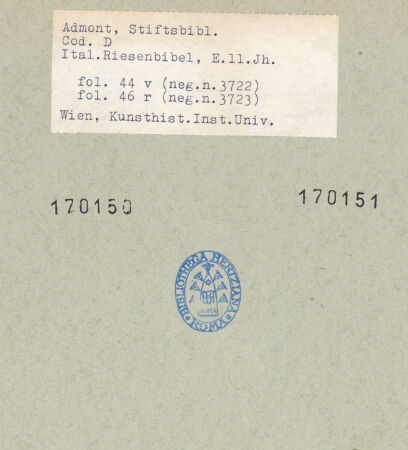 Admont, Stiftsbibl.
Cod. D
Ital.Riesenbibel, E.11.Jh.
fol. 44 v (neg.n.3722)
fol. 46 r (neg.n.3723)
Wien, Kunsthist.Inst.Univ.
170150
170151
BIBLIOTHECA HERTZIANA
ROMA
ROMA